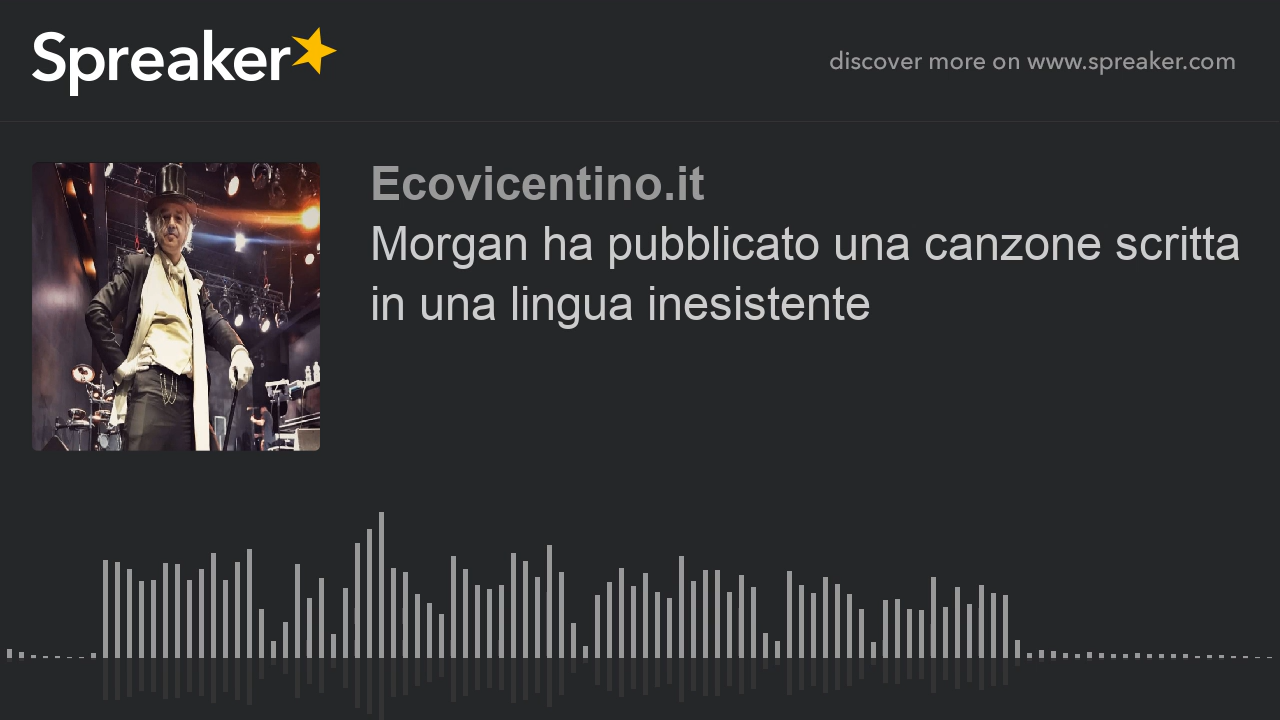 Spreaker
discover more on www.spreaker.com
Ecovicentino.it
Morgan ha pubblicato una canzone scritta
in una lingua inesistente